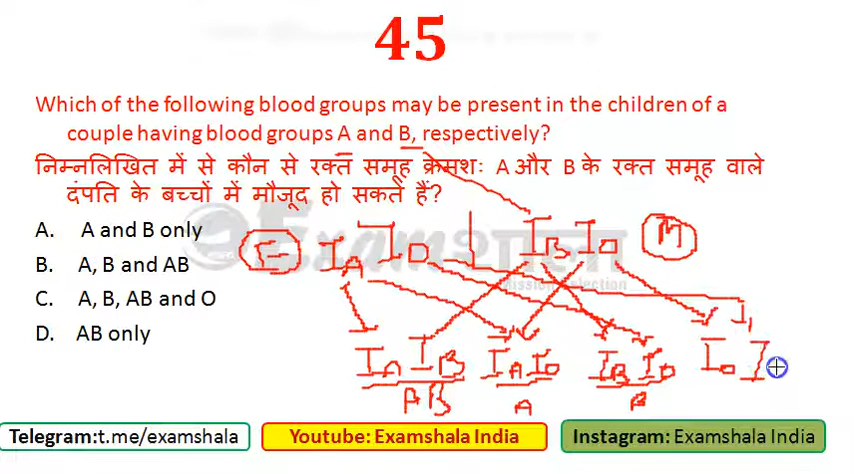 45
Which of the following blood groups may be present in the children of a
couple having blood groups A and B, respectively?
निम्नलिखित में से कौन से रक्त समूह क्रमशः A और B के रक्त समूह वाले
दंपति के बच्चों में मौजूद हो सकते हैं?
A. A and B only
B. A, B and AB
C. A, B, AB and O
D. AB only
F IA IO IB IO M
IA IB IA IO IB IO IO I
AB A B
Telegram:t.me/examshala Youtube: Examshala India Instagram: Examshala India